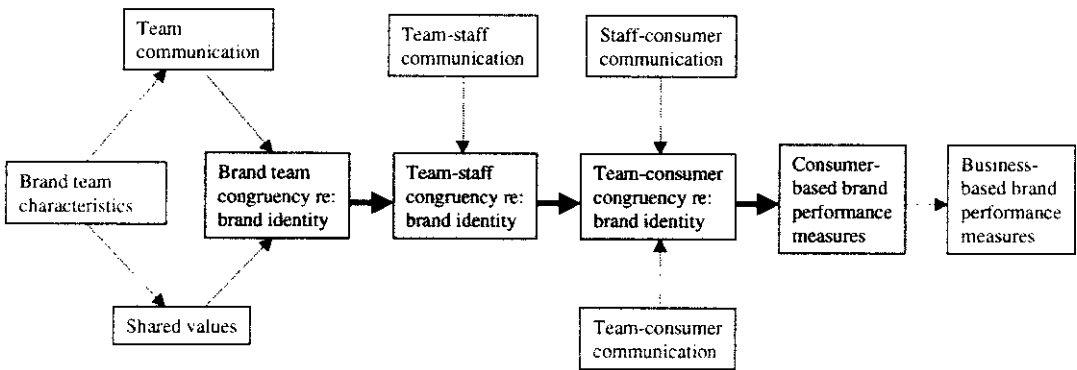 Team
communication
Team-staff
communication
Staff-consumer
communication
Brand team
characteristics
Brand team
congruency re:
brand identity
Team-staff
congruency re:
brand identity
Team-consumer
congruency re:
brand identity
Consumer-
based brand
performance
measures
Business-
based brand
performance
measures
Shared values
Team-consumer
communication